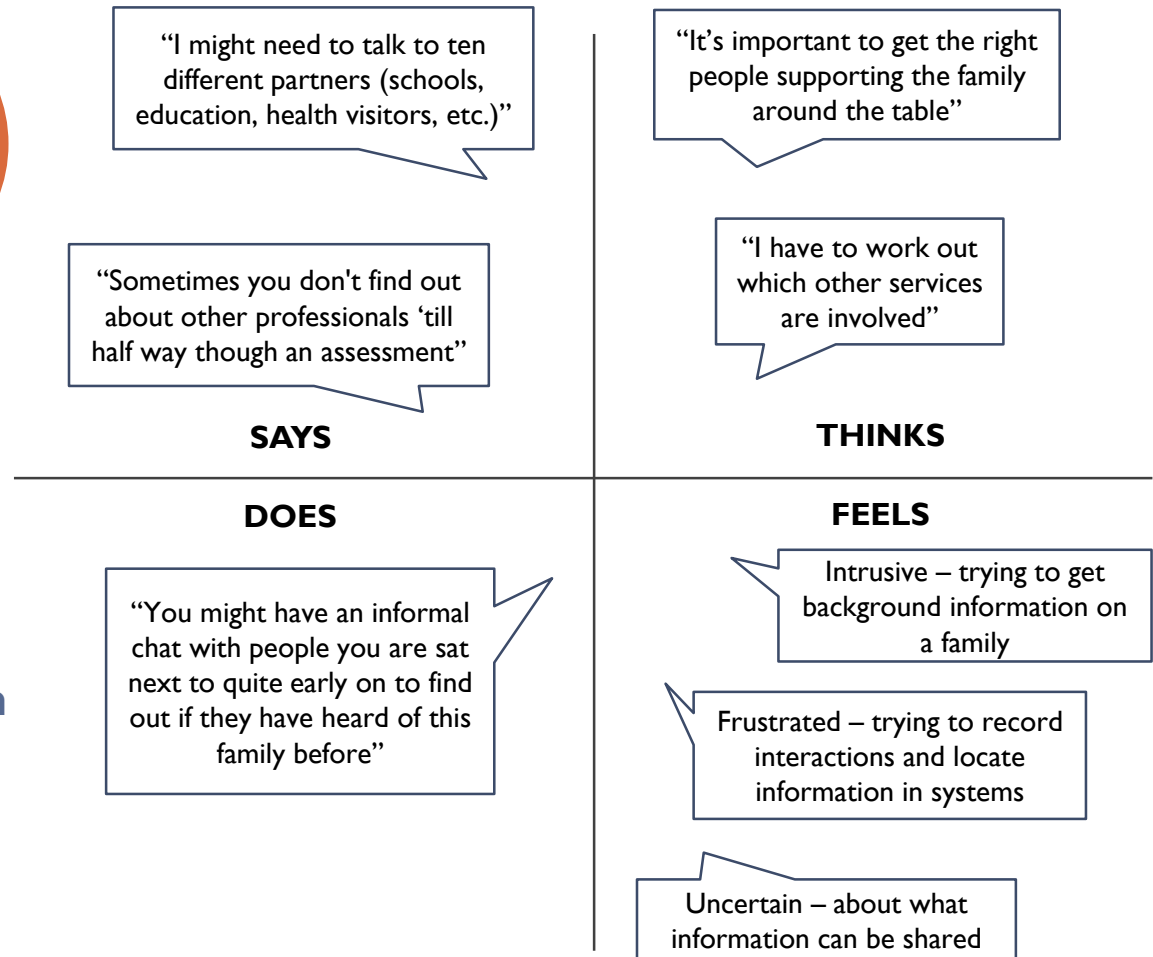 “I might need to talk to ten
different partners (schools,
education, health visitors, etc.)”
“Sometimes you don't find out
about other professionals ‘till
half way though an assessment”
SAYS
“It’s important to get the right
people supporting the family
around the table”
“I have to work out
which other services
are involved”
THINKS
DOES
“You might have an informal
chat with people you are sat
next to quite early on to find
out if they have heard of this
family before”
FEELS
Intrusive – trying to get
background information on
a family
Frustrated – trying to record
interactions and locate
information in systems
Uncertain – about what
information can be shared